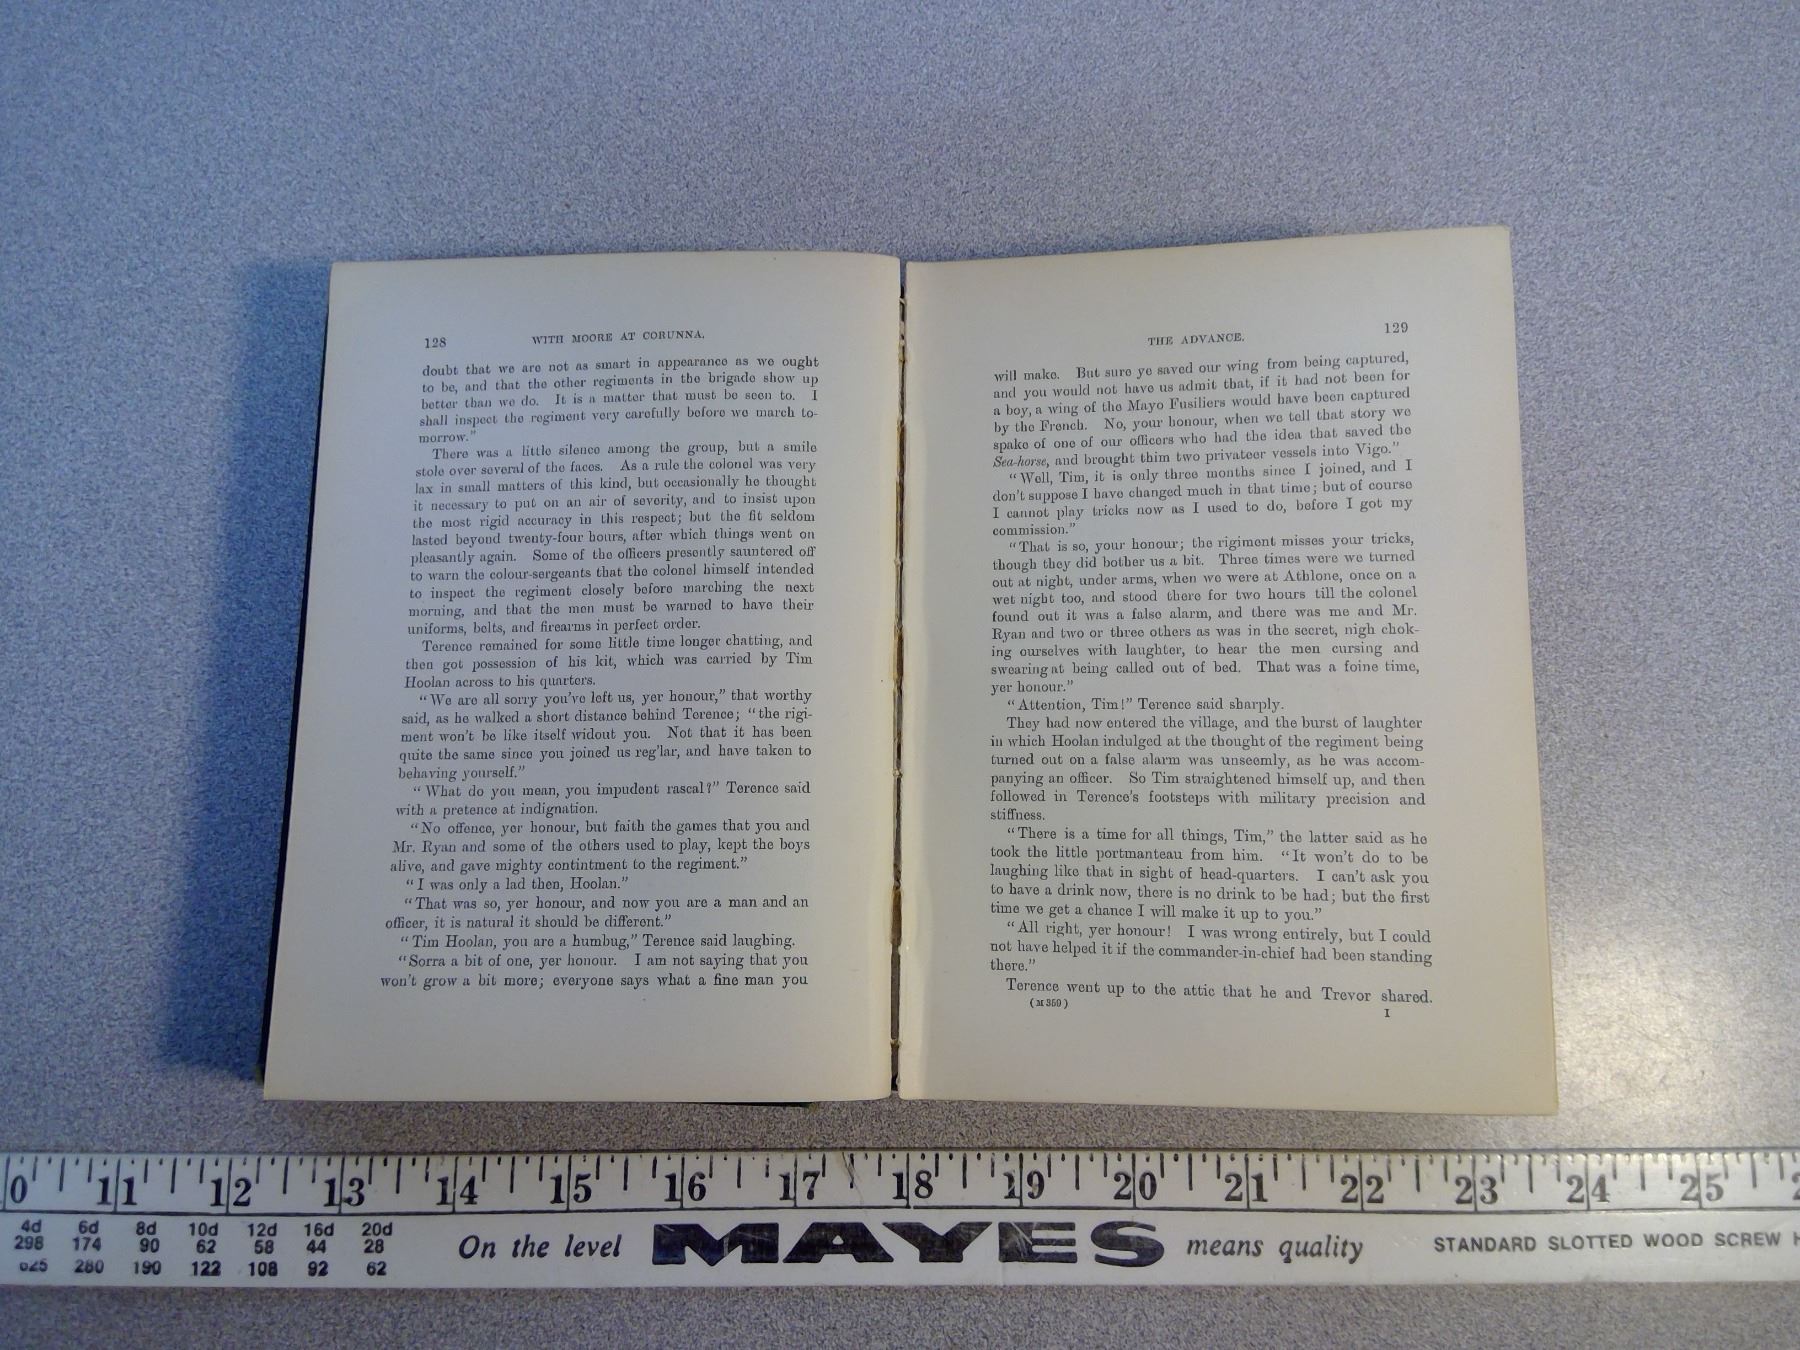 128 WITH MOORE AT CORUNNA.
doubt that we are not as smart in appearance as we ought
to be, and that the other regiments in the brigade show up
better than we do. It is a matter that must be seen to. I
shall inspect the regiment very carefully before we march to-
morrow."
There was a little silence among the group, but a smile
stole over several of the faces. As a rule the colonel was very
lax in small matters of this kind, but occasionally he thought
it necessary to put on an air of severity, and to insist upon
the most rigid accuracy in this respect; but the fit seldom
lasted beyond twenty-four hours, after which things went on
pleasantly again. Some of the officers presently sauntered off
to warn the colour-sergeants that the colonel himself intended
to inspect the regiment closely before marching the next
morning, and that the men must be warned to have their
uniforms, belts, and firearms in perfect order.
Terence remained for some little time longer chatting, and
then got possession of his kit, which was carried by Tim
Hoolan across to his quarters.
"We are all sorry you've left us, yer honour," that worthy
said, as he walked a short distance behind Terence; "the rigi-
ment won't be like itself widout you. Not that it has been
quite the same since you joined us reg'lar, and have taken to
behaving yourself."
"What do you mean, you impudent rascal?" Terence said
with a pretence at indignation.
"No offence, yer honour, but faith the games that you and
Mr. Ryan and some of the others used to play, kept the boys
alive, and gave mighty contintment to the regiment."
"I was only a lad then, Hoolan."
"That was so, yer honour, and now you are a man and an
officer, it is natural it should be different."
"Tim Hoolan, you are a humbug," Terence said laughing.
"Sorra a bit of one, yer honour. I am not saying that you
won't grow a bit more; everyone says what a fine man you
THE ADVANCE. 129
will make. But sure ye saved our wing from being captured,
and you would not have us admit that, if it had not been for
a boy, a wing of the Mayo Fusiliers would have been captured
by the French. No, your honour, when we tell that story we
spake of one of our officers who had the idea that saved the
Sea-horse, and brought thim two privateer vessels into Vigo."
"Well, Tim, it is only three months since I joined, and I
don't suppose I have changed much in that time; but of course
I cannot play tricks now as I used to do, before I got my
commission."
"That is so, your honour; the rigiment misses your tricks,
though they did bother us a bit. Three times were we turned
out at night, under arms, when we were at Athlone, once on a
wet night too, and stood there for two hours till the colonel
found out it was a false alarm, and there was me and Mr.
Ryan and two or three others as was in the secret, nigh chok-
ing ourselves with laughter, to hear the men cursing and
swearing at being called out of bed. That was a foine time,
yer honour."
"Attention, Tim!" Terence said sharply.
They had now entered the village, and the burst of laughter
in which Hoolan indulged at the thought of the regiment being
turned out on a false alarm was unseemly, as he was accom-
panying an officer. So Tim straightened himself up, and then
followed in Terence's footsteps with military precision and
stiffness.
"There is a time for all things, Tim," the latter said as he
took the little portmanteau from him. "It won't do to be
laughing like that in sight of head-quarters. I can't ask you
to have a drink now, there is no drink to be had; but the first
time we get a chance I will make it up to you."
"All right, yer honour! I was wrong entirely, but I could
not have helped it if the commander-in-chief had been standing
there."
Terence went up to the attic that he and Trevor shared.
(M 359) I
0 11 12 13 14 15 16 17 18 19 20 21 22 23 24 25
4d 6d 8d 10d 12d 16d 20d
298 174 90 62 58 44 28
625 280 190 122 108 92 62
On the level MAYES means quality STANDARD SLOTTED WOOD SCREW